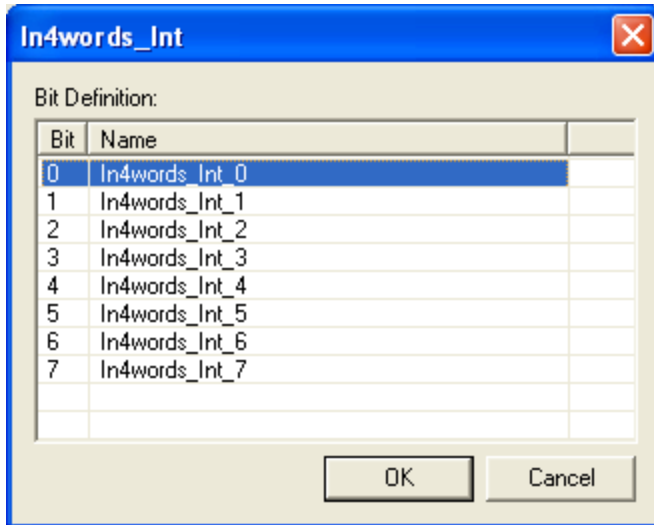 In4words_Int
Bit Definition:
Bit Name
0 In4words_Int_0
1 In4words_Int_1
2 In4words_Int_2
3 In4words_Int_3
4 In4words_Int_4
5 In4words_Int_5
6 In4words_Int_6
7 In4words_Int_7
OK Cancel